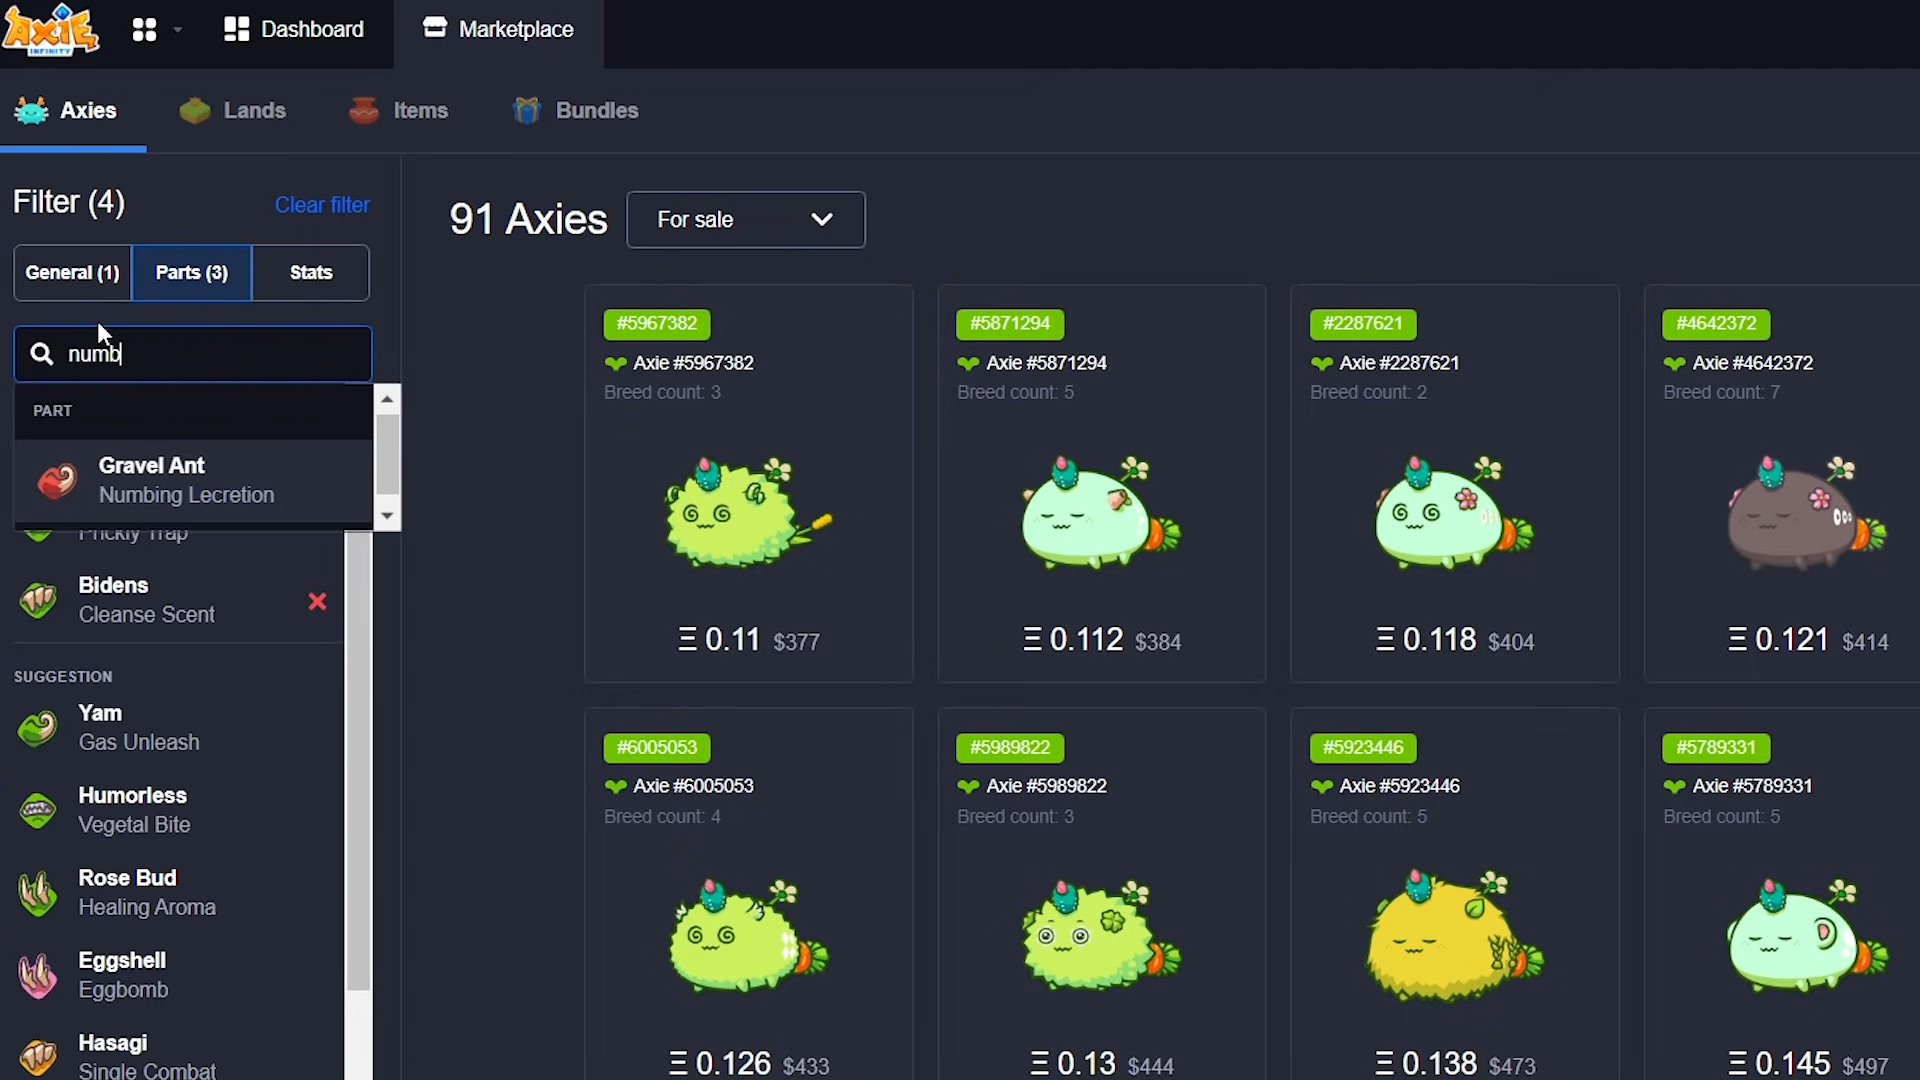 AXIE
INFINITY
Dashboard
Marketplace
Axies
Lands
Items
Bundles
Filter (4)
Clear filter
General (1)
Parts (3)
Stats
numb
PART
Gravel Ant
Numbing Lecretion
Prickly Trap
Bidens
Cleanse Scent
SUGGESTION
Yam
Gas Unleash
Humorless
Vegetal Bite
Rose Bud
Healing Aroma
Eggshell
Eggbomb
Hasagi
Single Combat
91 Axies
For sale
#5967382
Axie #5967382
Breed count: 3
Ξ 0.11 $377
#5871294
Axie #5871294
Breed count: 5
Ξ 0.112 $384
#2287621
Axie #2287621
Breed count: 2
Ξ 0.118 $404
#4642372
Axie #4642372
Breed count: 7
Ξ 0.121 $414
#6005053
Axie #6005053
Breed count: 4
Ξ 0.126 $433
#5989822
Axie #5989822
Breed count: 3
Ξ 0.13 $444
#5923446
Axie #5923446
Breed count: 5
Ξ 0.138 $473
#5789331
Axie #5789331
Breed count: 5
Ξ 0.145 $497